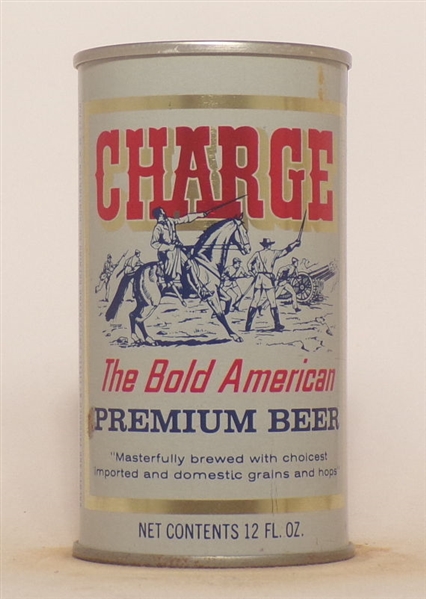 CHARGE
The Bold American
PREMIUM BEER
"Masterfully brewed with choicest
imported and domestic grains and hops"
NET CONTENTS 12 FL. OZ.